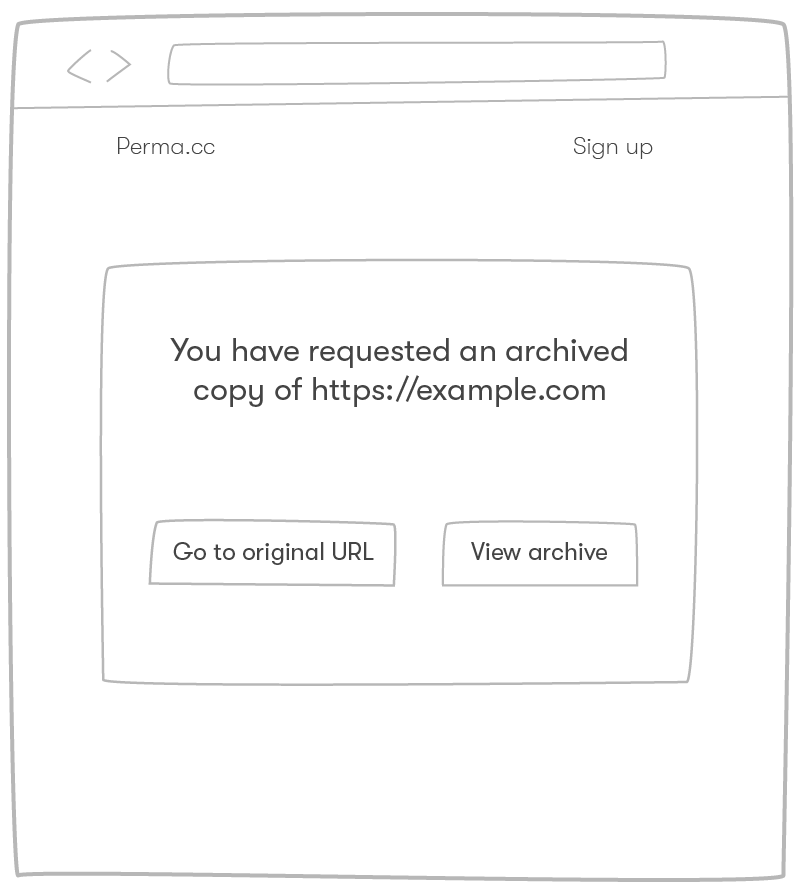 Perma.cc
Sign up
You have requested an archived
copy of https://example.com
Go to original URL
View archive